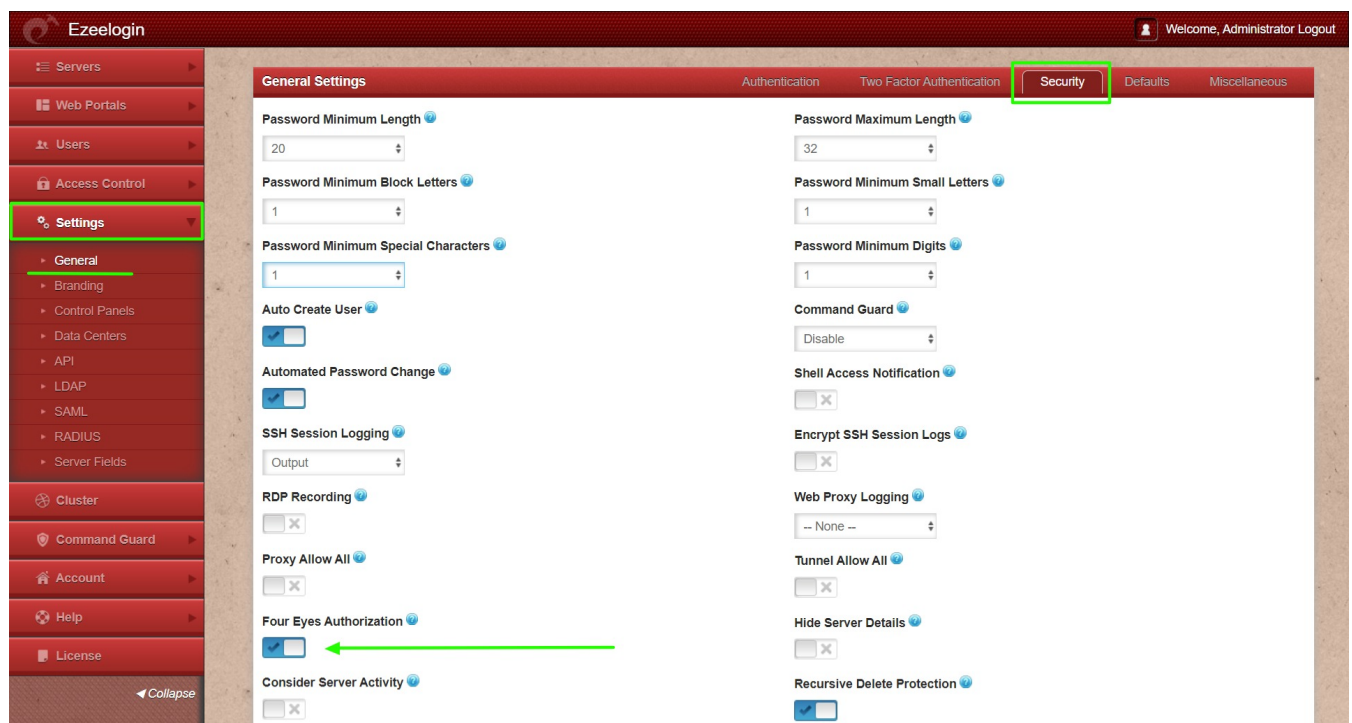 Ezeelogin
Welcome, Administrator Logout
Servers
Web Portals
Users
Access Control
Settings
General
Branding
Control Panels
Data Centers
API
LDAP
SAML
RADIUS
Server Fields
Cluster
Command Guard
Account
Help
License
Collapse
General Settings
Authentication Two Factor Authentication Security Defaults Miscellaneous
Password Minimum Length
20
Password Maximum Length
32
Password Minimum Block Letters
1
Password Minimum Small Letters
1
Password Minimum Special Characters
1
Password Minimum Digits
1
Auto Create User
Command Guard
Disable
Automated Password Change
Shell Access Notification
SSH Session Logging
Output
Encrypt SSH Session Logs
RDP Recording
Web Proxy Logging
-- None --
Proxy Allow All
Tunnel Allow All
Four Eyes Authorization
Hide Server Details
Consider Server Activity
Recursive Delete Protection